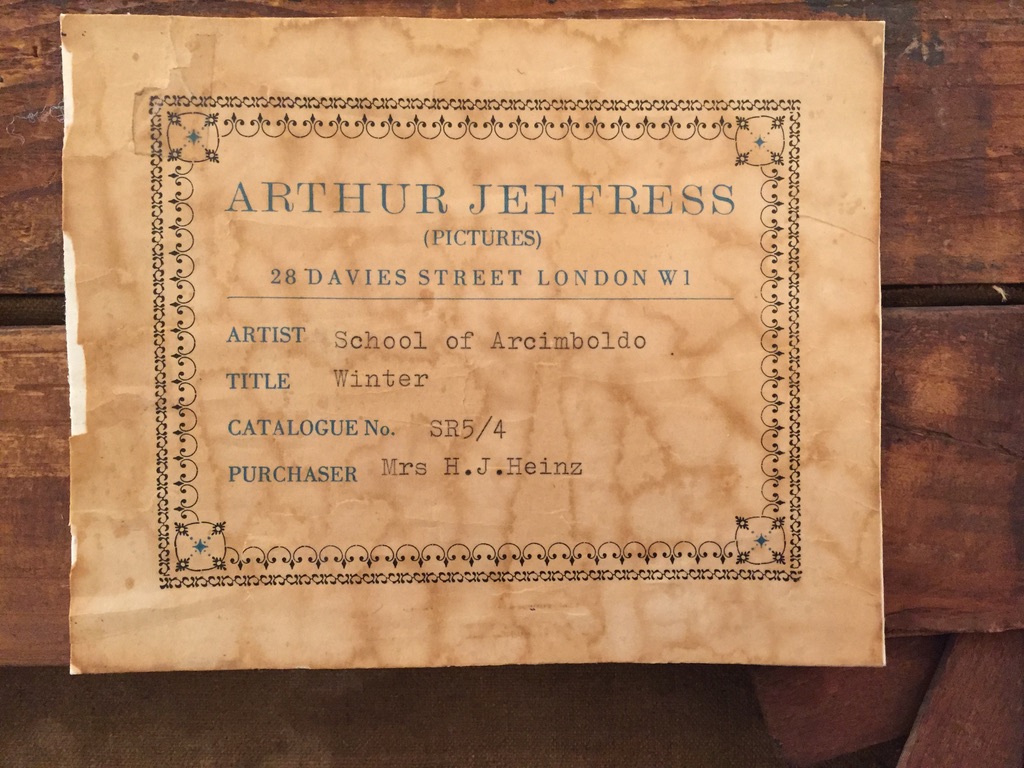 ARTHUR JEFFRESS
(PICTURES)
28 DAVIES STREET LONDON W1
ARTIST School of Arcimboldo
TITLE Winter
CATALOGUE No. SR5/4
PURCHASER Mrs H.J.Heinz